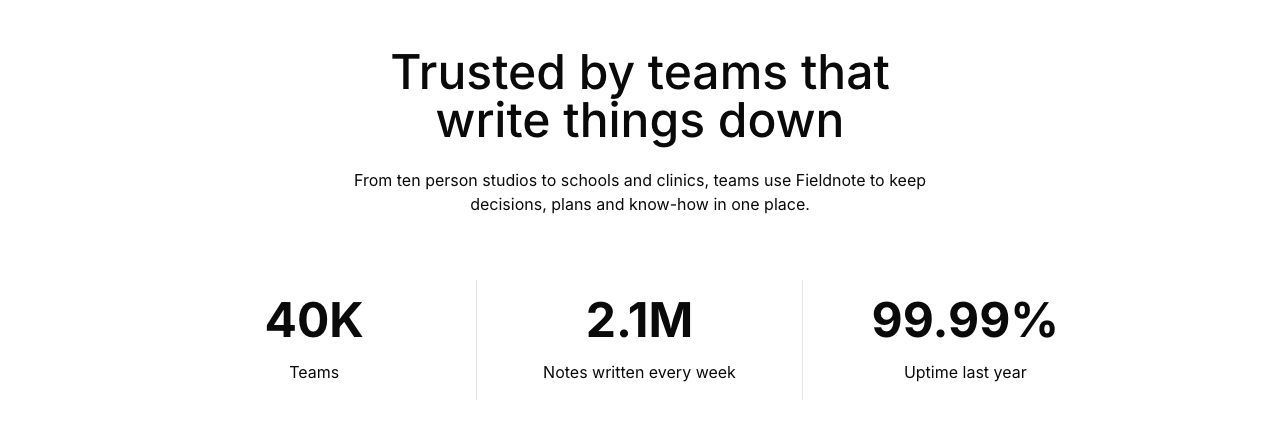 Trusted by teams that
write things down
From ten person studios to schools and clinics, teams use Fieldnote to keep
decisions, plans and know-how in one place.
40K
Teams
2.1M
Notes written every week
99.99%
Uptime last year